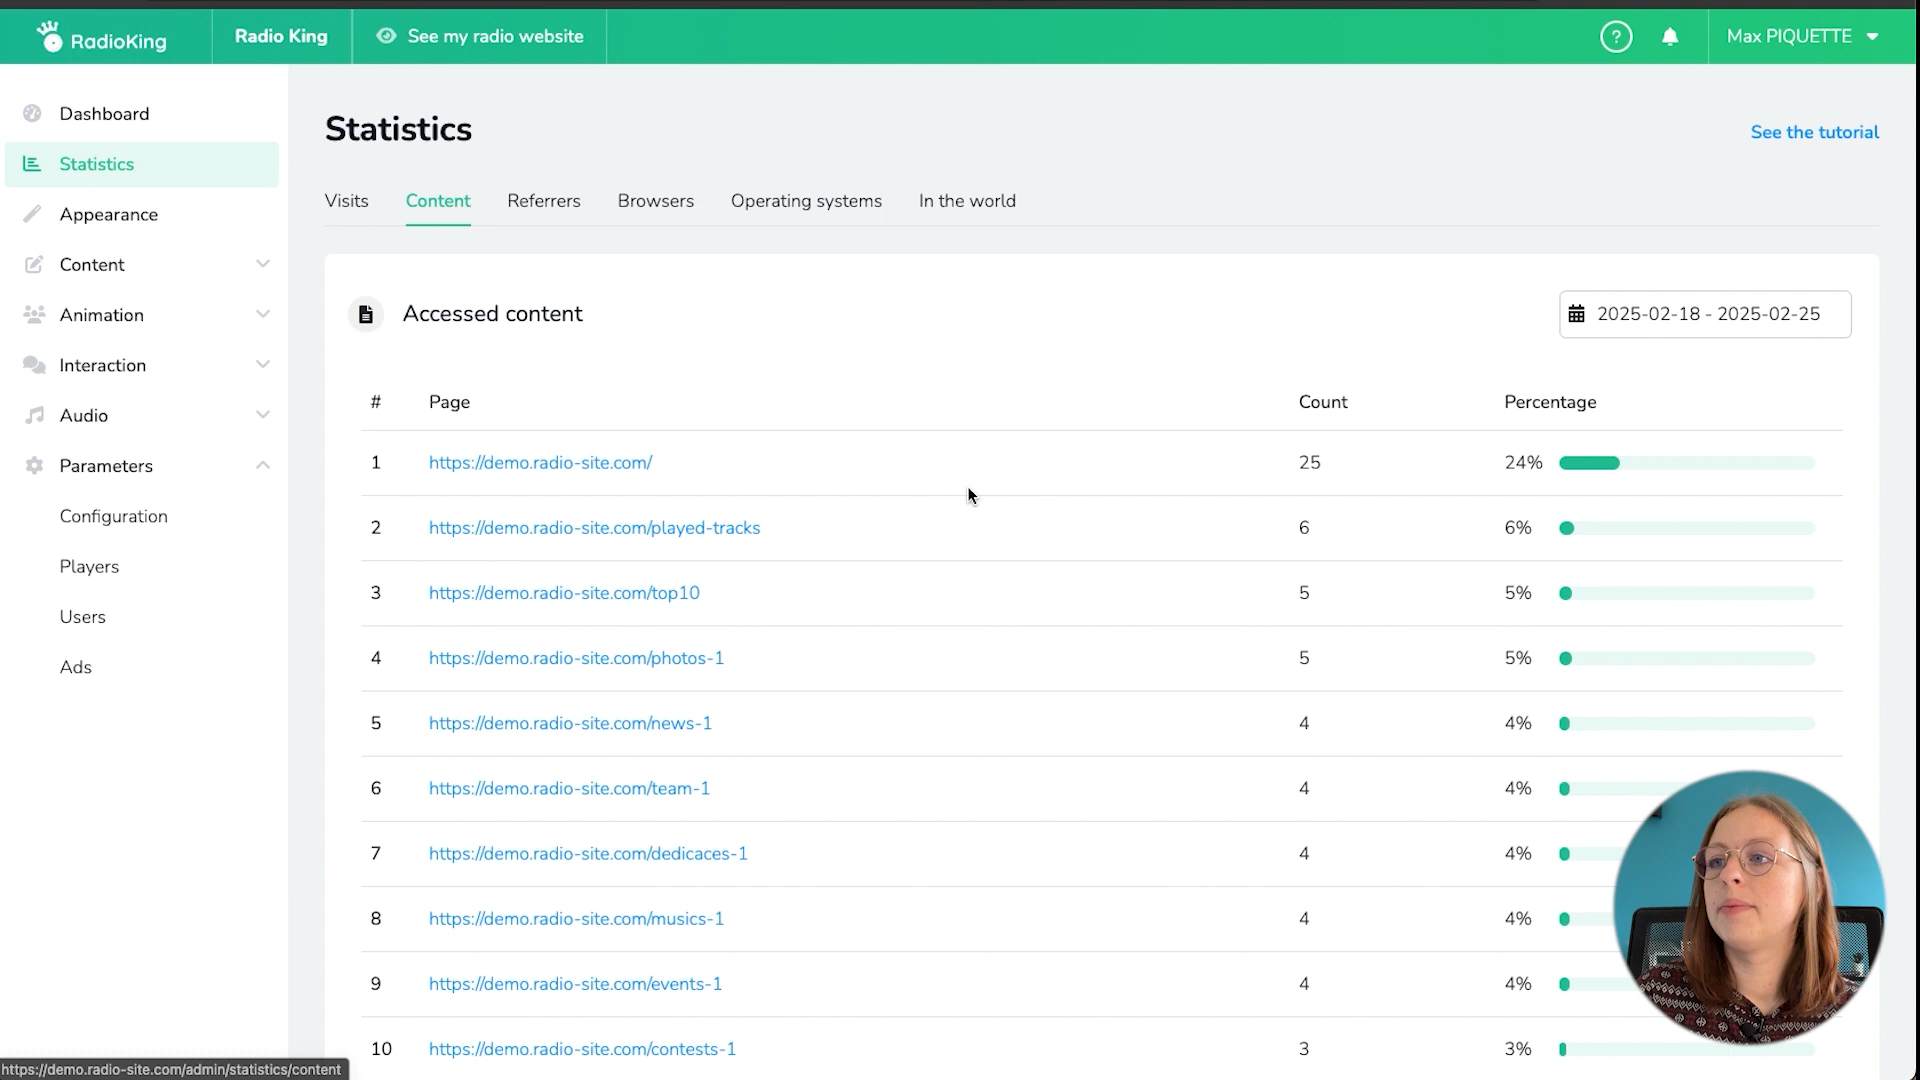 RadioKing
Radio King
See my radio website
?
Max PIQUETTE
Dashboard
Statistics
Appearance
Content
Animation
Interaction
Audio
Parameters
Configuration
Players
Users
Ads
Statistics
See the tutorial
Visits Content Referrers Browsers Operating systems In the world
Accessed content
2025-02-18 - 2025-02-25
# Page Count Percentage
1 https://demo.radio-site.com/ 25 24%
2 https://demo.radio-site.com/played-tracks 6 6%
3 https://demo.radio-site.com/top10 5 5%
4 https://demo.radio-site.com/photos-1 5 5%
5 https://demo.radio-site.com/news-1 4 4%
6 https://demo.radio-site.com/team-1 4 4%
7 https://demo.radio-site.com/dedicaces-1 4 4%
8 https://demo.radio-site.com/musics-1 4 4%
9 https://demo.radio-site.com/events-1 4 4%
10 https://demo.radio-site.com/contests-1 3 3%
https://demo.radio-site.com/admin/statistics/content